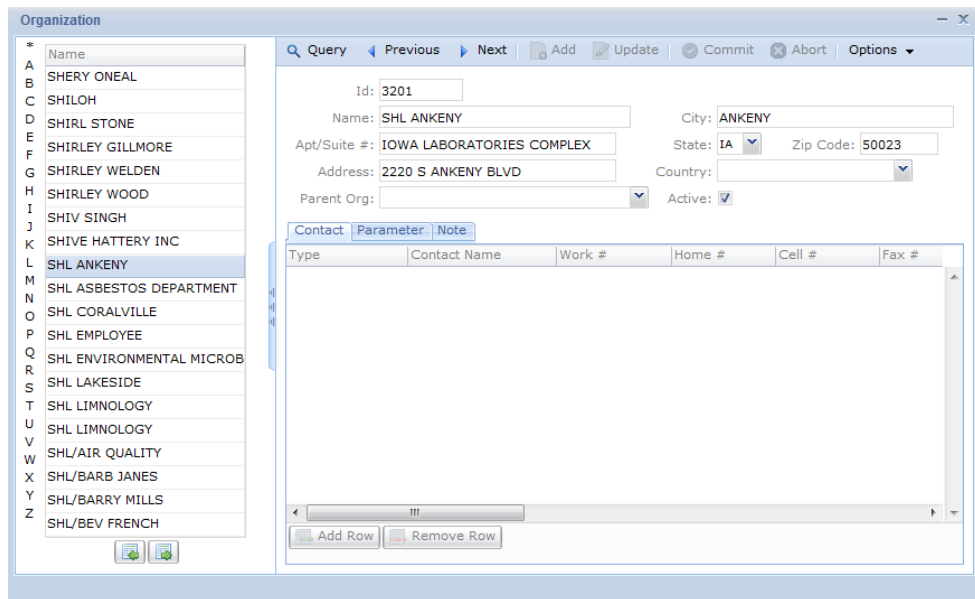 Organization
*
A
B
C
D
E
F
G
H
I
J
K
L
M
N
O
P
Q
R
S
T
U
V
W
X
Y
Z
Name
SHERY ONEAL
SHILOH
SHIRL STONE
SHIRLEY GILLMORE
SHIRLEY WELDEN
SHIRLEY WOOD
SHIV SINGH
SHIVE HATTERY INC
SHL ANKENY
SHL ASBESTOS DEPARTMENT
SHL CORALVILLE
SHL EMPLOYEE
SHL ENVIRONMENTAL MICROB
SHL LAKESIDE
SHL LIMNOLOGY
SHL LIMNOLOGY
SHL/AIR QUALITY
SHL/BARB JANES
SHL/BARRY MILLS
SHL/BEV FRENCH
Query Previous Next Add Update Commit Abort Options
Id: 3201
Name: SHL ANKENY City: ANKENY
Apt/Suite #: IOWA LABORATORIES COMPLEX State: IA Zip Code: 50023
Address: 2220 S ANKENY BLVD Country:
Parent Org: Active:
Contact Parameter Note
Type Contact Name Work # Home # Cell # Fax #
Add Row Remove Row